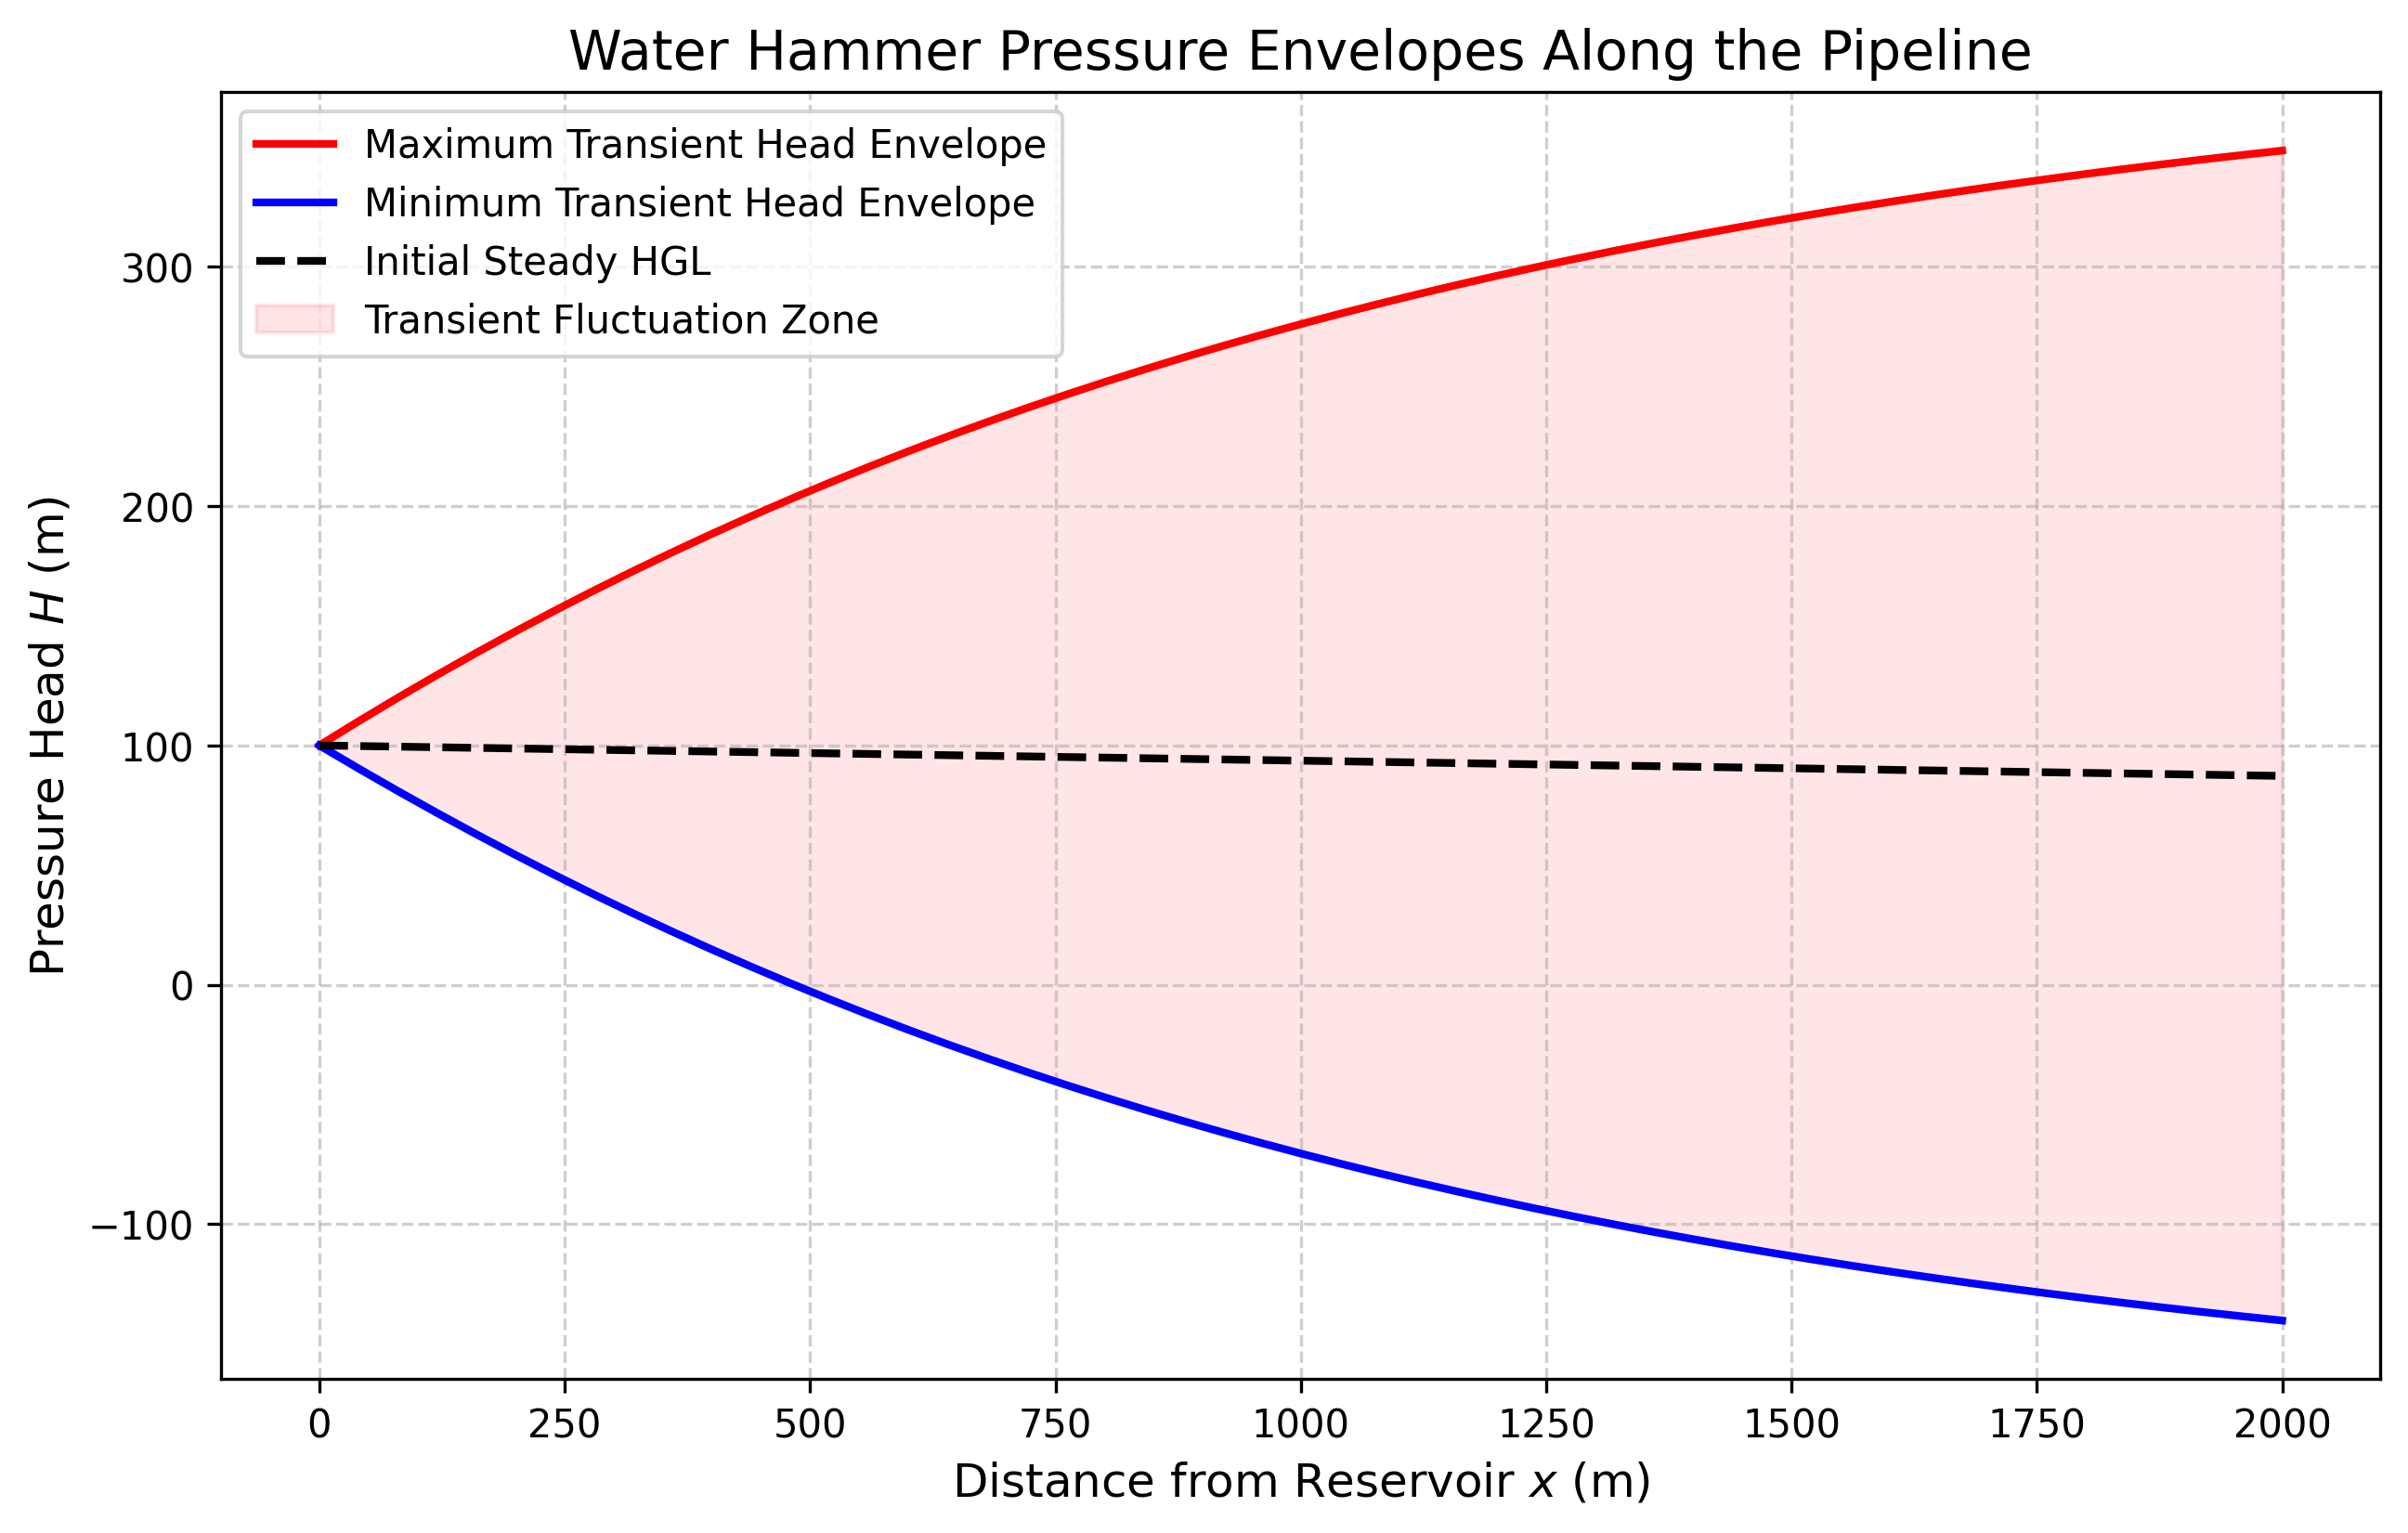 Water Hammer Pressure Envelopes Along the Pipeline
Maximum Transient Head Envelope
Minimum Transient Head Envelope
Initial Steady HGL
Transient Fluctuation Zone
Pressure Head H (m)
300
200
100
0
−100
0 250 500 750 1000 1250 1500 1750 2000
Distance from Reservoir x (m)